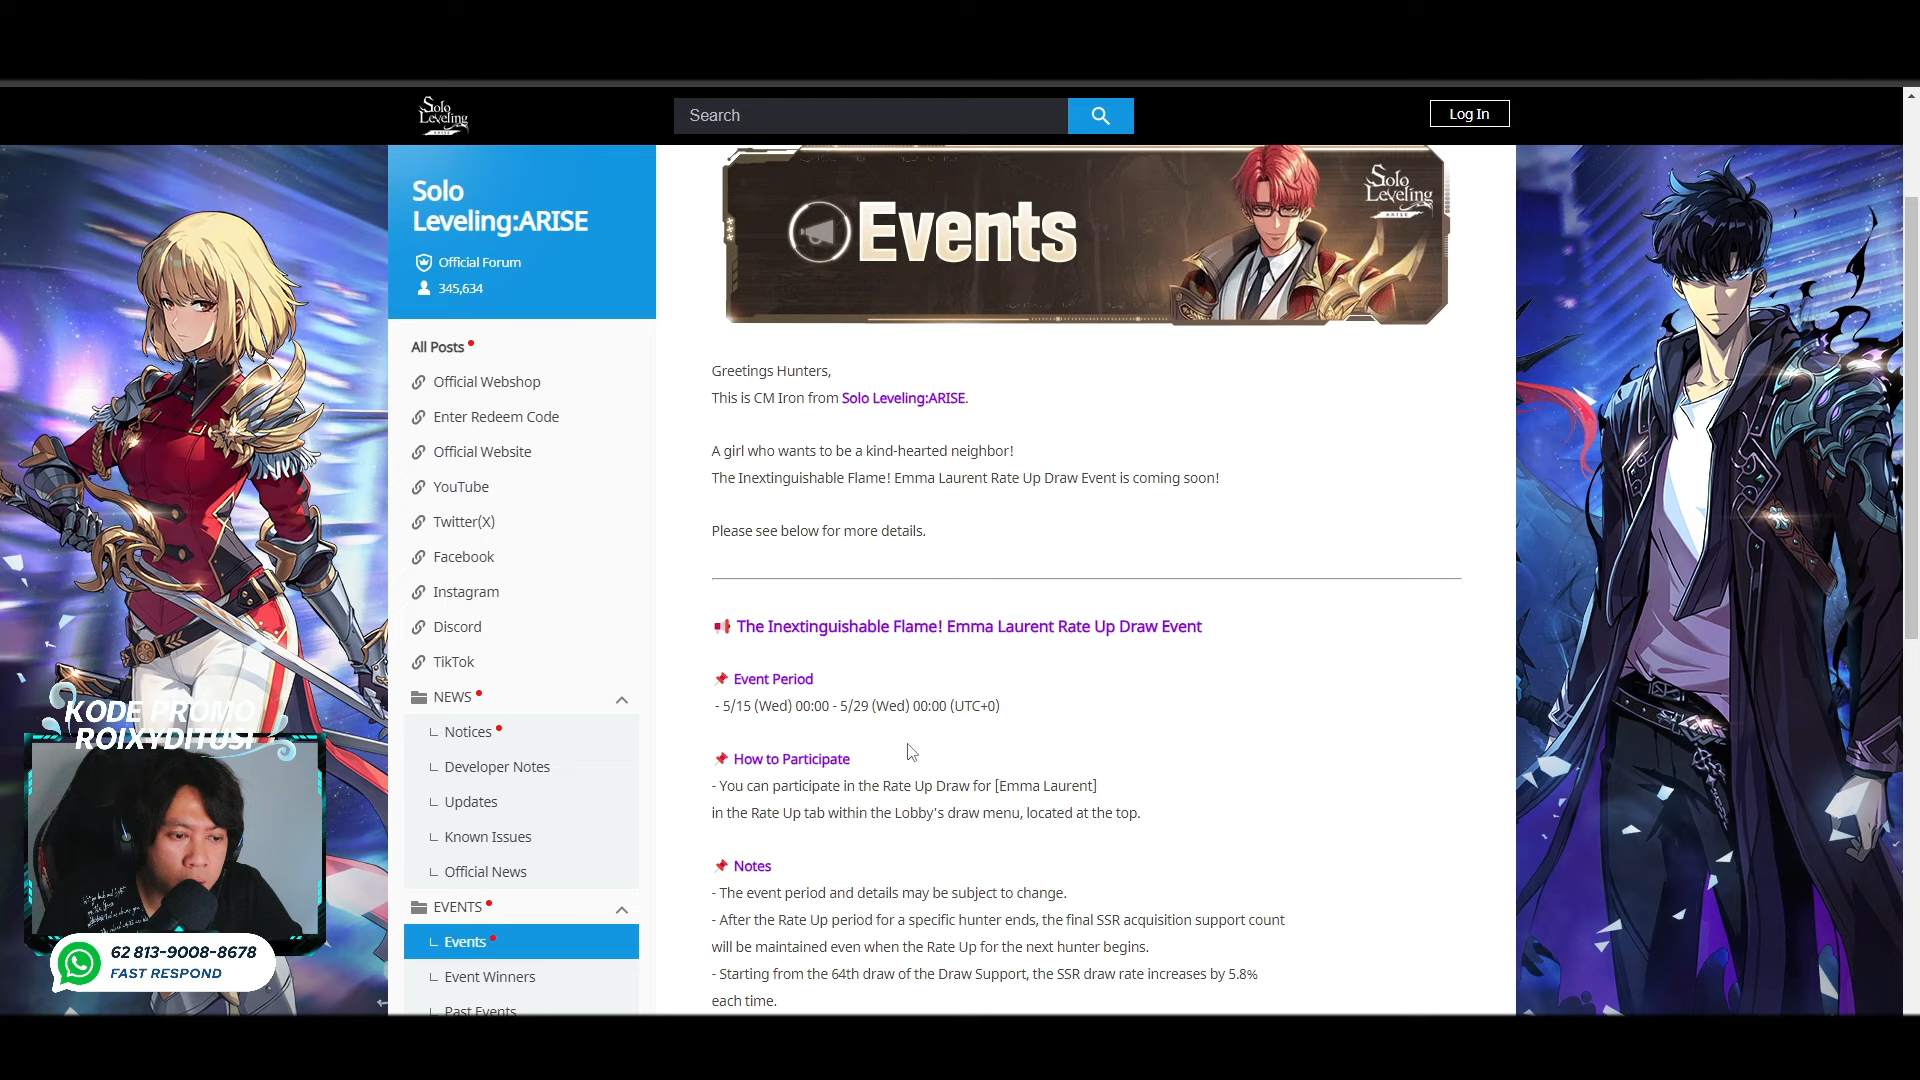 Solo
Leveling
ARISE
Search
Log In
Solo
Leveling:ARISE
Official Forum
345,634
All Posts
Official Webshop
Enter Redeem Code
Official Website
YouTube
Twitter(X)
Facebook
Instagram
Discord
TikTok
NEWS
Notices
Developer Notes
Updates
Known Issues
Official News
EVENTS
Events
Event Winners
Past Events
Events
Solo
Leveling
ARISE
Greetings Hunters,
This is CM Iron from Solo Leveling:ARISE.
A girl who wants to be a kind-hearted neighbor!
The Inextinguishable Flame! Emma Laurent Rate Up Draw Event is coming soon!
Please see below for more details.
The Inextinguishable Flame! Emma Laurent Rate Up Draw Event
Event Period
- 5/15 (Wed) 00:00 - 5/29 (Wed) 00:00 (UTC+0)
How to Participate
- You can participate in the Rate Up Draw for [Emma Laurent]
in the Rate Up tab within the Lobby's draw menu, located at the top.
Notes
- The event period and details may be subject to change.
- After the Rate Up period for a specific hunter ends, the final SSR acquisition support count
will be maintained even when the Rate Up for the next hunter begins.
- Starting from the 64th draw of the Draw Support, the SSR draw rate increases by 5.8%
each time.
KODE PROMO
ROIXYDITUSI
62 813-9008-8678
FAST RESPOND